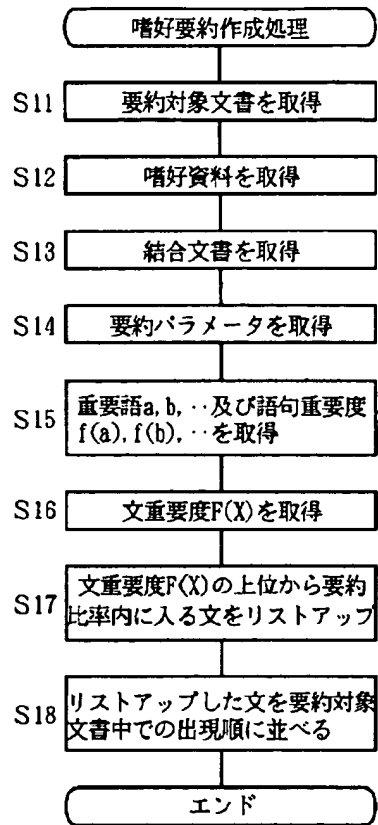 嗜好要約作成処理
S11 要約対象文書を取得
S12 嗜好資料を取得
S13 結合文書を取得
S14 要約パラメータを取得
S15 重要語a,b,‥及び語句重要度
f(a),f(b),‥を取得
S16 文重要度F(X)を取得
S17 文重要度F(X)の上位から要約
比率内に入る文をリストアップ
S18 リストアップした文を要約対象
文書中での出現順に並べる
エンド